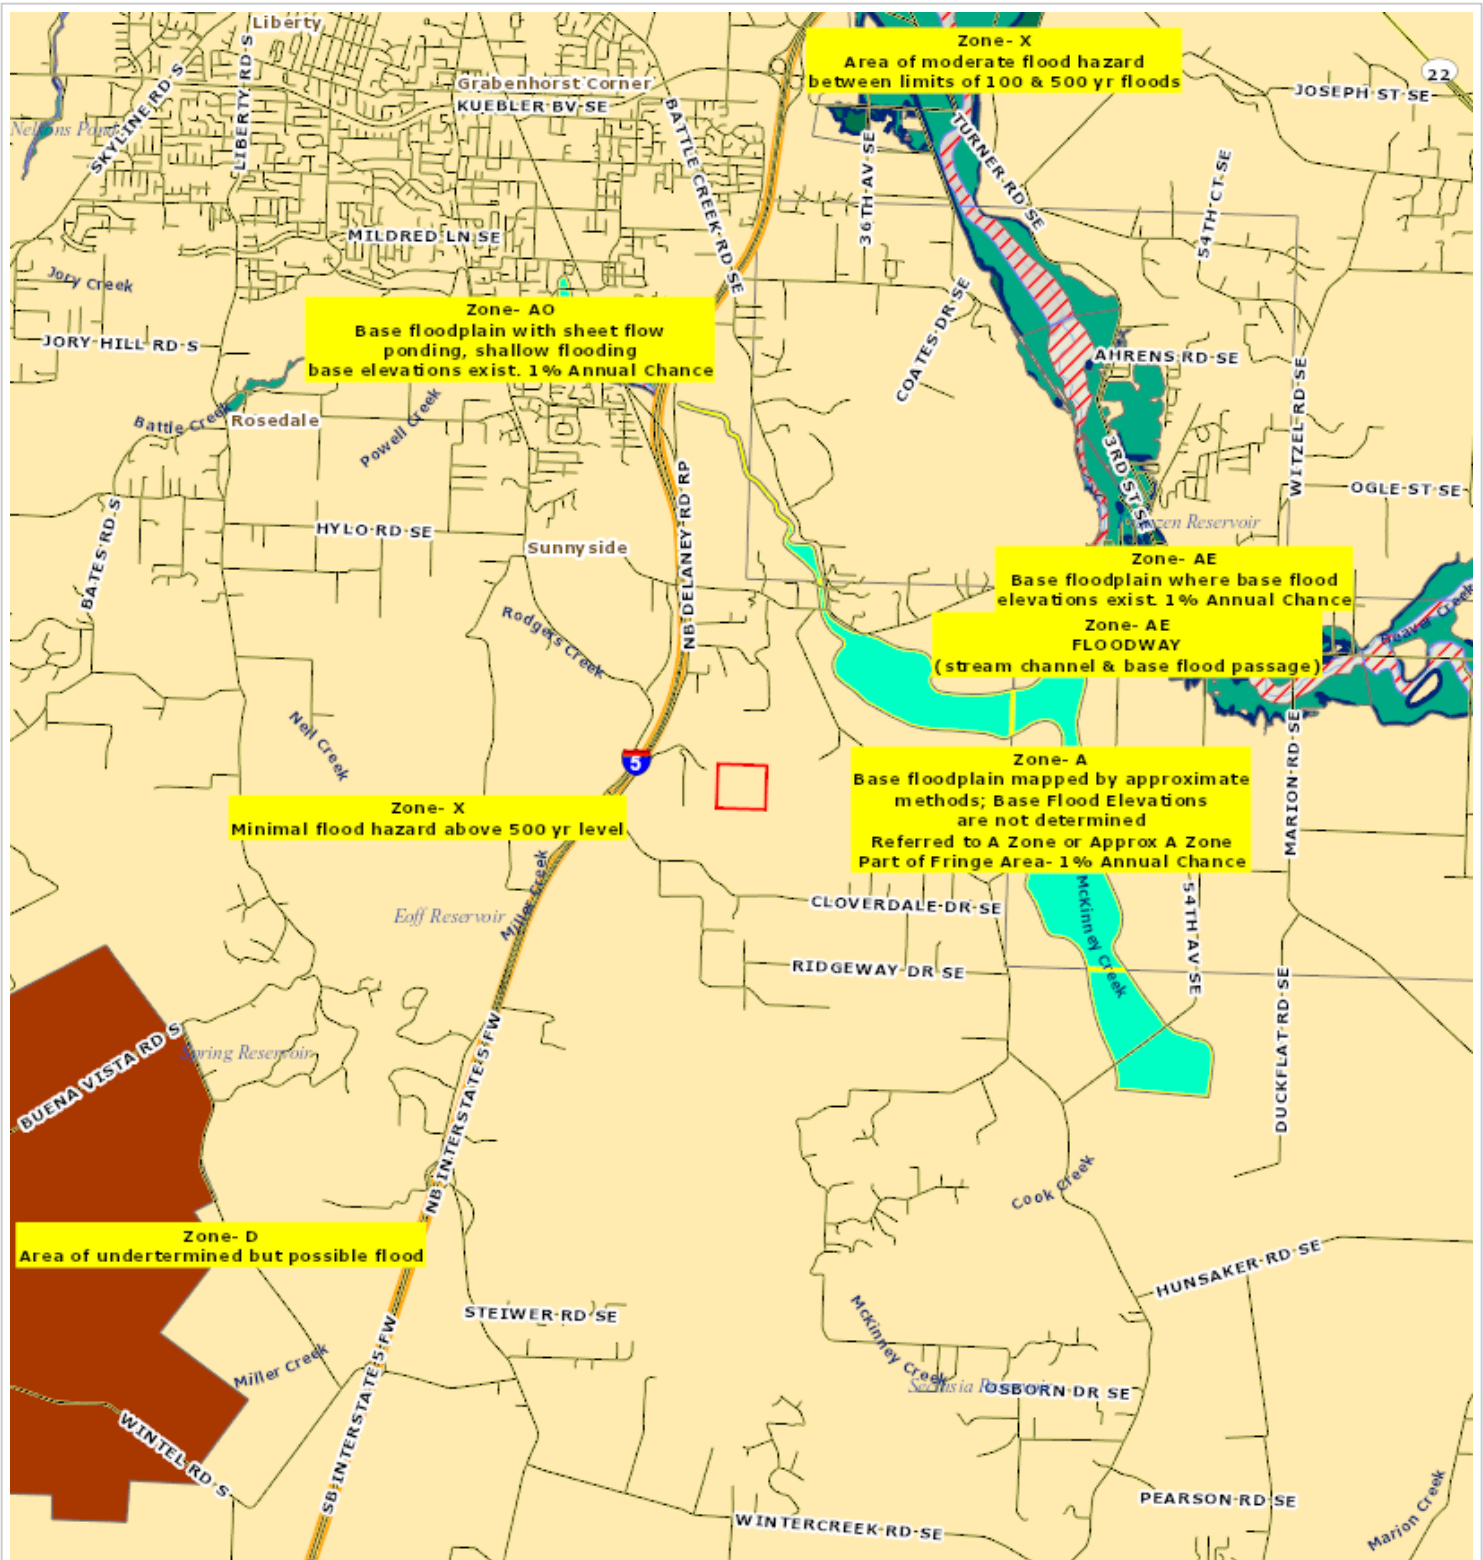 Liberty
Zone- X
Area of moderate flood hazard
between limits of 100 & 500 yr floods
22
Grabenhorst Corner
KUEBLER BV SE
JOSEPH ST SE
SKYLINE RD S
LIBERTY RD S
BATTLE CREEK RD SE
TURNER RD SE
36TH AV SE
54TH CT SE
MILDRED LN SE
Jory Creek
Zone- AO
Base floodplain with sheet flow
ponding, shallow flooding
base elevations exist. 1% Annual Chance
JORY HILL RD S
COATES DR SE
AHRENS RD SE
WITZEL RD SE
Battle Creek
Rosedale
Powell Creek
3RD ST S
NB DELANEY RD RP
OGLE ST SE
BATES RD S
HYLO RD SE
Sunnyside
Reservoir
Zone- AE
Base floodplain where base flood
elevations exist. 1% Annual Chance
Rodgers Creek
Zone- AE
FLOODWAY
(stream channel & base flood passage)
Beaver Creek
Neil Creek
5
MARION RD SE
Zone- A
Base floodplain mapped by approximate
methods; Base Flood Elevations
are not determined
Referred to A Zone or Approx A Zone
Part of Fringe Area- 1% Annual Chance
Zone- X
Minimal flood hazard above 500 yr level
Miller Creek
Eoff Reservoir
CLOVERDALE DR SE
McKinney Creek
54TH AV SE
RIDGEWAY DR SE
DUCKFLAT RD SE
BUENA VISTA RD S
Spring Reservoir
NB INTERSTATE 5 FW
Cook Creek
Zone- D
Area of undertermined but possible flood
HUNSAKER RD SE
STEIWER RD SE
McKinney Creek
Miller Creek
SB INTERSTATE 5 FW
OSBORN DR SE
WINTEL RD S
PEARSON RD SE
WINTERCREEK RD SE
Marion Creek